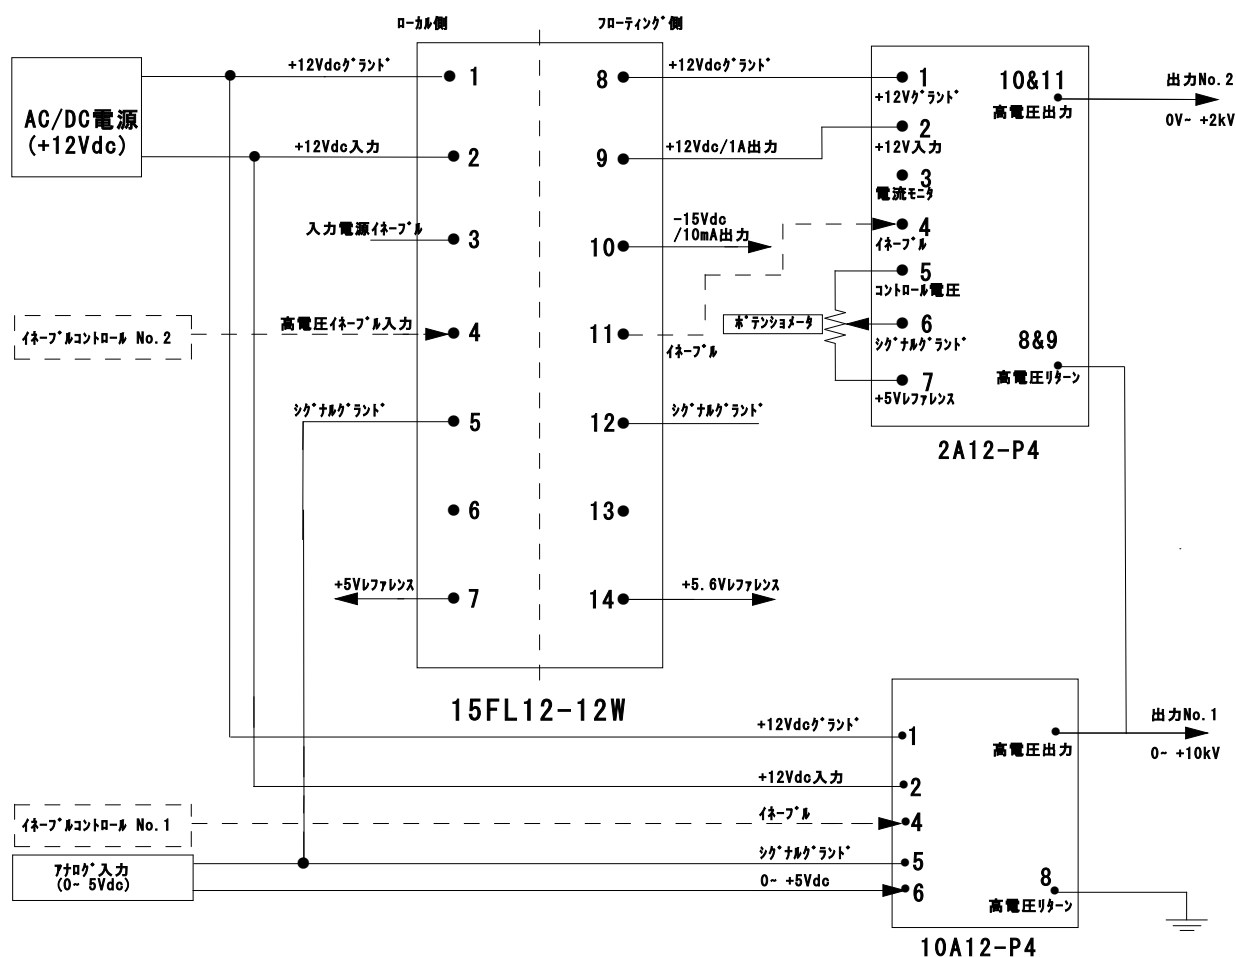 ﾛｰｶﾙ側
ﾌﾛｰﾃｨﾝｸﾞ側
AC/DC電源
(+12Vdc)
+12Vdcｸﾞﾗﾝﾄﾞ
+12Vdc入力
入力電源ｲﾈｰﾌﾞﾙ
高電圧ｲﾈｰﾌﾞﾙ入力
ｲﾈｰﾌﾞﾙｺﾝﾄﾛｰﾙ No.2
ｼｸﾞﾅﾙｸﾞﾗﾝﾄﾞ
+5Vﾚﾌｧﾚﾝｽ
1
2
3
4
5
6
7
8
9
10
11
12
13
14
15FL12-12W
+12Vdcｸﾞﾗﾝﾄﾞ
+12Vdc/1A出力
-15Vdc
/10mA出力
ｲﾈｰﾌﾞﾙ
ｼｸﾞﾅﾙｸﾞﾗﾝﾄﾞ
+5.6Vﾚﾌｧﾚﾝｽ
ﾎﾟﾃﾝｼｮﾒｰﾀ
1
+12Vｸﾞﾗﾝﾄﾞ
2
+12V入力
3
電流ﾓﾆﾀ
4
ｲﾈｰﾌﾞﾙ
5
ｺﾝﾄﾛｰﾙ電圧
6
ｼｸﾞﾅﾙｸﾞﾗﾝﾄﾞ
7
+5Vﾚﾌｧﾚﾝｽ
10&11
高電圧出力
8&9
高電圧ﾘﾀｰﾝ
2A12-P4
出力No.2
0V~ +2kV
+12Vdcｸﾞﾗﾝﾄﾞ
+12Vdc入力
ｲﾈｰﾌﾞﾙ
ｼｸﾞﾅﾙｸﾞﾗﾝﾄﾞ
0~ +5Vdc
ｲﾈｰﾌﾞﾙｺﾝﾄﾛｰﾙ No.1
ｱﾅﾛｸﾞ入力
(0~ 5Vdc)
1
2
4
5
6
高電圧出力
8
高電圧ﾘﾀｰﾝ
10A12-P4
出力No.1
0~ +10kV